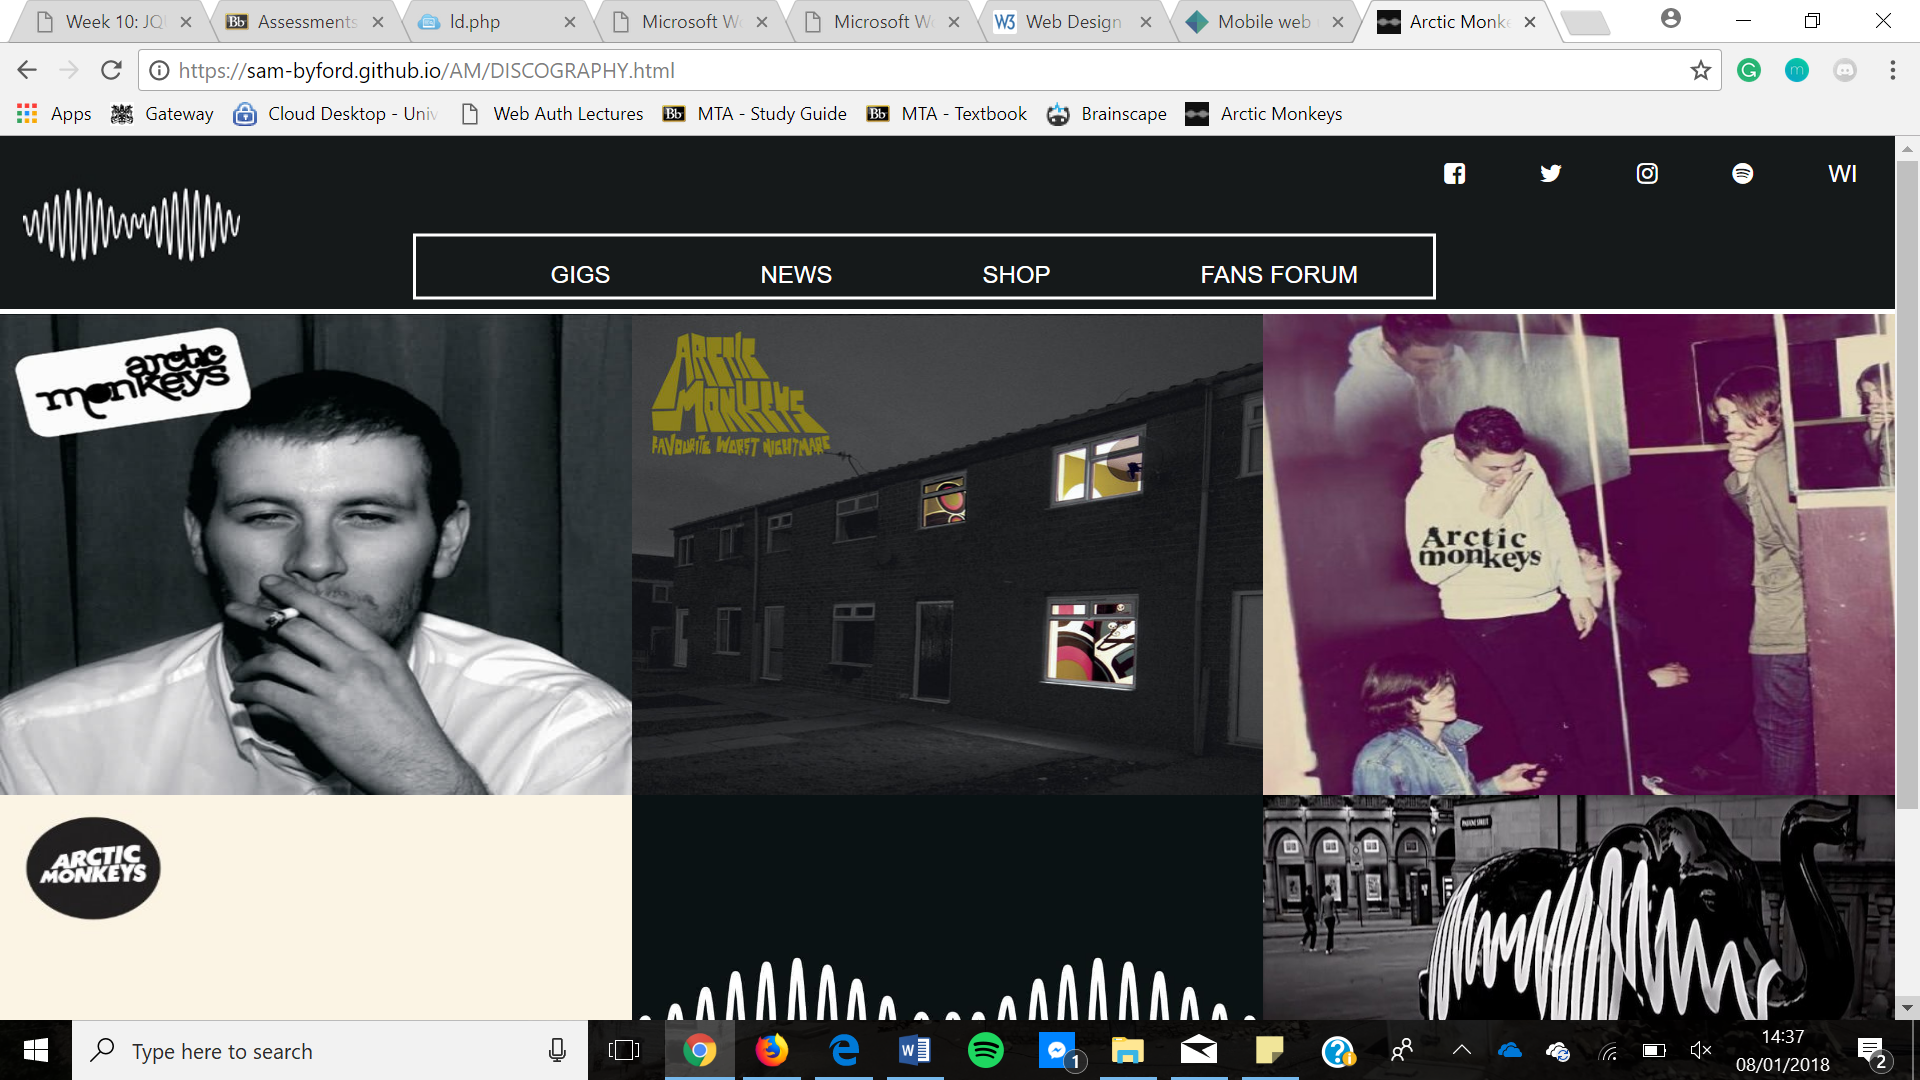 Week 10: JQ
Assessments
ld.php
Microsoft W
Microsoft W
Web Design
Mobile web
Arctic Monk
https://sam-byford.github.io/AM/DISCOGRAPHY.html
Apps
Gateway
Cloud Desktop - Univ
Web Auth Lectures
MTA - Study Guide
MTA - Textbook
Brainscape
Arctic Monkeys
WI
GIGS
NEWS
SHOP
FANS FORUM
arctic
monkeys
ARCTIC
MONKEYS
FAVOURITE WORST NIGHTMARE
Arctic
monkeys
ARCTIC
MONKEYS
Type here to search
1
14:37
08/01/2018
2